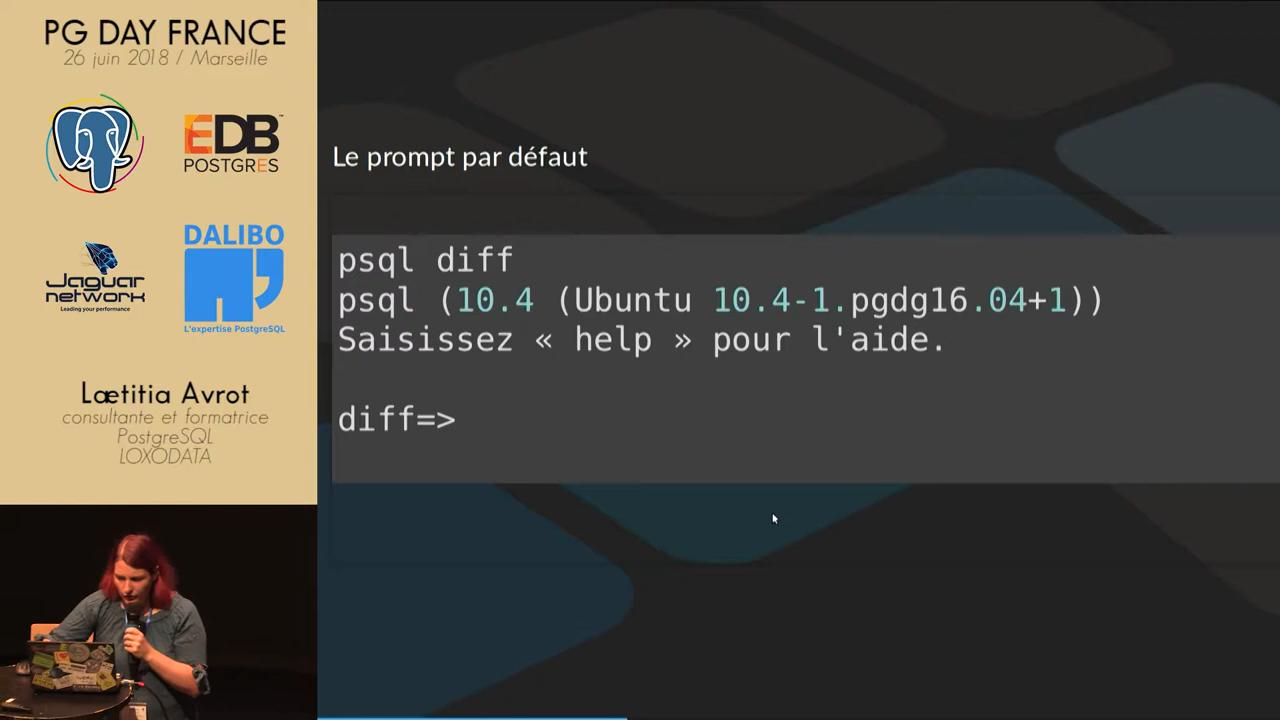 PG DAY FRANCE
26 juin 2018 / Marseille
EDB
POSTGRES
Jaguar
network
Leading your performance
DALIBO
L'expertise PostgreSQL
Lætitia Avrot
consultante et formatrice
PostgreSQL
LOXODATA
Le prompt par défaut
psql diff
psql (10.4 (Ubuntu 10.4-1.pgdg16.04+1))
Saisissez « help » pour l'aide.
diff=>